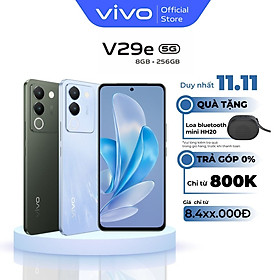 vivo Official Store
V29e 5G
8GB + 256GB
Duy nhất 11.11
QUÀ TẶNG
Loa bluetooth
mini HH20
TRẢ GÓP 0%
Chỉ từ 800K
Giá chỉ từ
8.4xx.000Đ
vivo
vivo